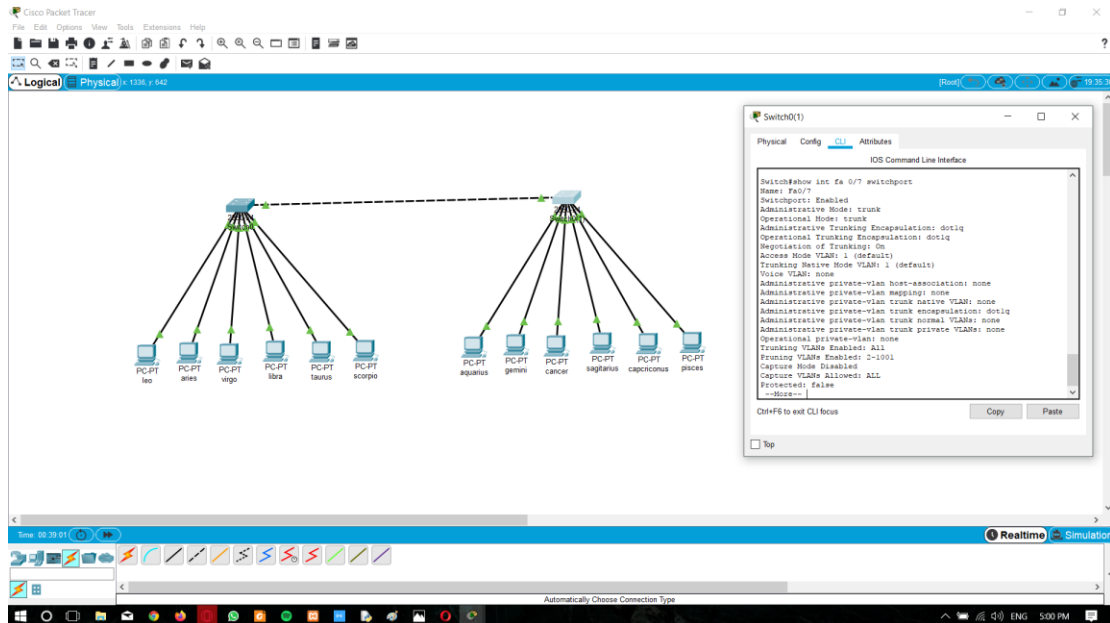 Cisco Packet Tracer
File Edit Options View Tools Extensions Help
?
Logical Physical x: 1336, y: 642 [Root] 19:35:3
Switch0(1)
Physical Config CLI Attributes
IOS Command Line Interface
Switch#show int fa 0/7 switchport
Name: Fa0/7
Switchport: Enabled
Administrative Mode: trunk
Operational Mode: trunk
Administrative Trunking Encapsulation: dot1q
Operational Trunking Encapsulation: dot1q
Negotiation of Trunking: On
Access Mode VLAN: 1 (default)
Trunking Native Mode VLAN: 1 (default)
Voice VLAN: none
Administrative private-vlan host-association: none
Administrative private-vlan mapping: none
Administrative private-vlan trunk native VLAN: none
Administrative private-vlan trunk encapsulation: dot1q
Administrative private-vlan trunk normal VLANs: none
Administrative private-vlan trunk private VLANs: none
Operational private-vlan: none
Trunking VLANs Enabled: All
Pruning VLANs Enabled: 2-1001
Capture Mode Disabled
Capture VLANs Allowed: ALL
Protected: false
--More--
Ctrl+F6 to exit CLI focus Copy Paste
Top
PC-PT
leo
PC-PT
aries
PC-PT
virgo
PC-PT
libra
PC-PT
taurus
PC-PT
scorpio
PC-PT
aquarius
PC-PT
gemini
PC-PT
cancer
PC-PT
sagitarius
PC-PT
capcriconus
PC-PT
pisces
Time: 00:39:01 Realtime Simulation
Automatically Choose Connection Type
ENG 5:00 PM